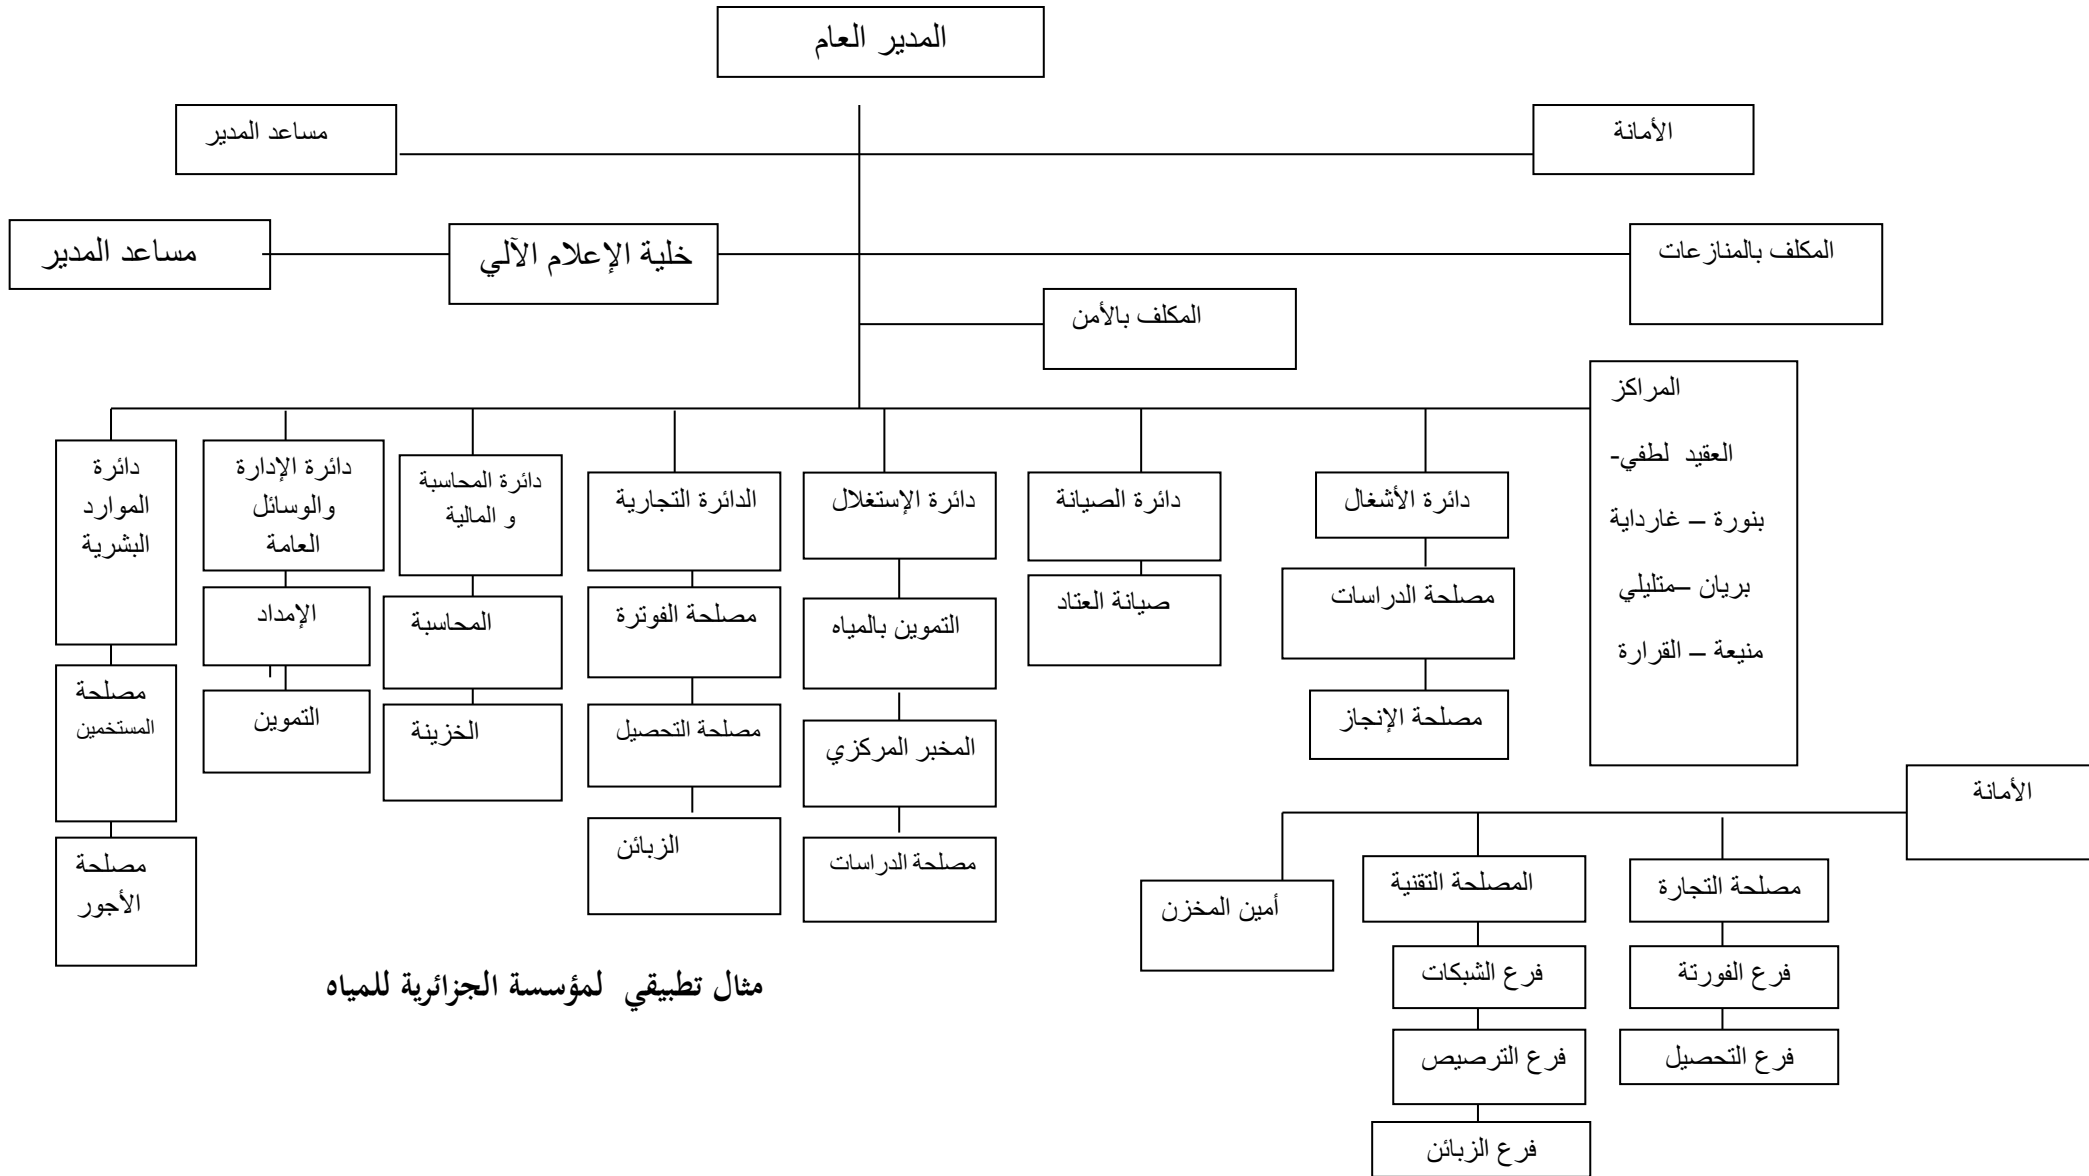 المدير العام
الأمانة
مساعد المدير
المكلف بالمنازعات
خلية الإعلام الآلي
مساعد المدير
المكلف بالأمن
المراكز
العقيد لطفي-
بنورة – غارداية
بريان –متليلي
منيعة – القرارة
دائرة الأشغال
مصلحة الدراسات
مصلحة الإنجاز
دائرة الصيانة
صيانة العتاد
دائرة الإستغلال
التموين بالمياه
المخبر المركزي
مصلحة الدراسات
الدائرة التجارية
مصلحة الفوترة
مصلحة التحصيل
الزبائن
دائرة المحاسبة
و المالية
المحاسبة
الخزينة
دائرة الإدارة
والوسائل
العامة
الإمداد
التموين
دائرة
الموارد
البشرية
مصلحة
المستخمين
مصلحة
الأجور
الأمانة
مصلحة التجارة
فرع الفورتة
فرع التحصيل
المصلحة التقنية
فرع الشبكات
فرع الترصيص
فرع الزبائن
أمين المخزن
مثال تطبيقي لمؤسسة الجزائرية للمياه